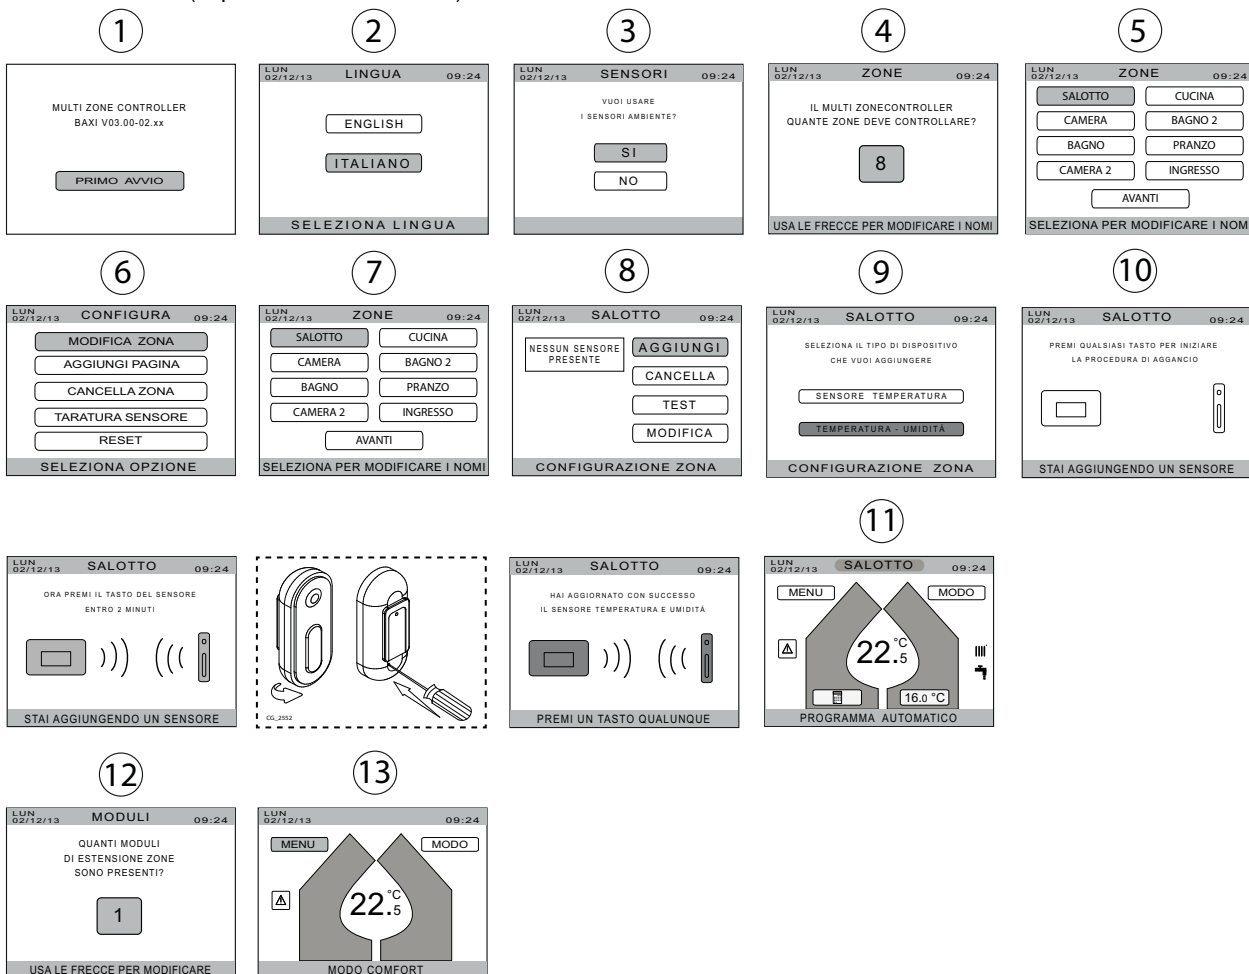 1
2
3
4
5
MULTI ZONE CONTROLLER
BAXI V03.00-02.xx
PRIMO AVVIO
LUN
02/12/13 LINGUA 09:24
ENGLISH
ITALIANO
SELEZIONA LINGUA
LUN
02/12/13 SENSORI 09:24
VUOI USARE
I SENSORI AMBIENTE?
SI
NO
LUN
02/12/13 ZONE 09:24
IL MULTI ZONECONTROLLER
QUANTE ZONE DEVE CONTROLLARE?
8
USA LE FRECCE PER MODIFICARE I NOMI
LUN
02/12/13 ZONE 09:24
SALOTTO CUCINA
CAMERA BAGNO 2
BAGNO PRANZO
CAMERA 2 INGRESSO
AVANTI
SELEZIONA PER MODIFICARE I NOM
6
7
8
9
10
LUN
02/12/13 CONFIGURA 09:24
MODIFICA ZONA
AGGIUNGI PAGINA
CANCELLA ZONA
TARATURA SENSORE
RESET
SELEZIONA OPZIONE
LUN
02/12/13 ZONE 09:24
SALOTTO CUCINA
CAMERA BAGNO 2
BAGNO PRANZO
CAMERA 2 INGRESSO
AVANTI
SELEZIONA PER MODIFICARE I NOMI
LUN
02/12/13 SALOTTO 09:24
NESSUN SENSORE
PRESENTE
AGGIUNGI
CANCELLA
TEST
MODIFICA
CONFIGURAZIONE ZONA
LUN
02/12/13 SALOTTO 09:24
SELEZIONA IL TIPO DI DISPOSITIVO
CHE VUOI AGGIUNGERE
SENSORE TEMPERATURA
TEMPERATURA - UMIDITÁ
CONFIGURAZIONE ZONA
LUN
02/12/13 SALOTTO 09:24
PREMI QUALSIASI TASTO PER INIZIARE
LA PROCEDURA DI AGGANCIO
STAI AGGIUNGENDO UN SENSORE
11
LUN
02/12/13 SALOTTO 09:24
ORA PREMI IL TASTO DEL SENSORE
ENTRO 2 MINUTI
STAI AGGIUNGENDO UN SENSORE
CG_2552
LUN
02/12/13 SALOTTO 09:24
HAI AGGIORNATO CON SUCCESSO
IL SENSORE TEMPERATURA E UMIDITÁ
PREMI UN TASTO QUALUNQUE
LUN
02/12/13 SALOTTO 09:24
MENU MODO
22.5 °C
16.0 °C
PROGRAMMA AUTOMATICO
12
13
LUN
02/12/13 MODULI 09:24
QUANTI MODULI
DI ESTENSIONE ZONE
SONO PRESENTI?
1
USA LE FRECCE PER MODIFICARE
LUN
02/12/13 09:24
MENU MODO
22.5 °C
MODO COMFORT